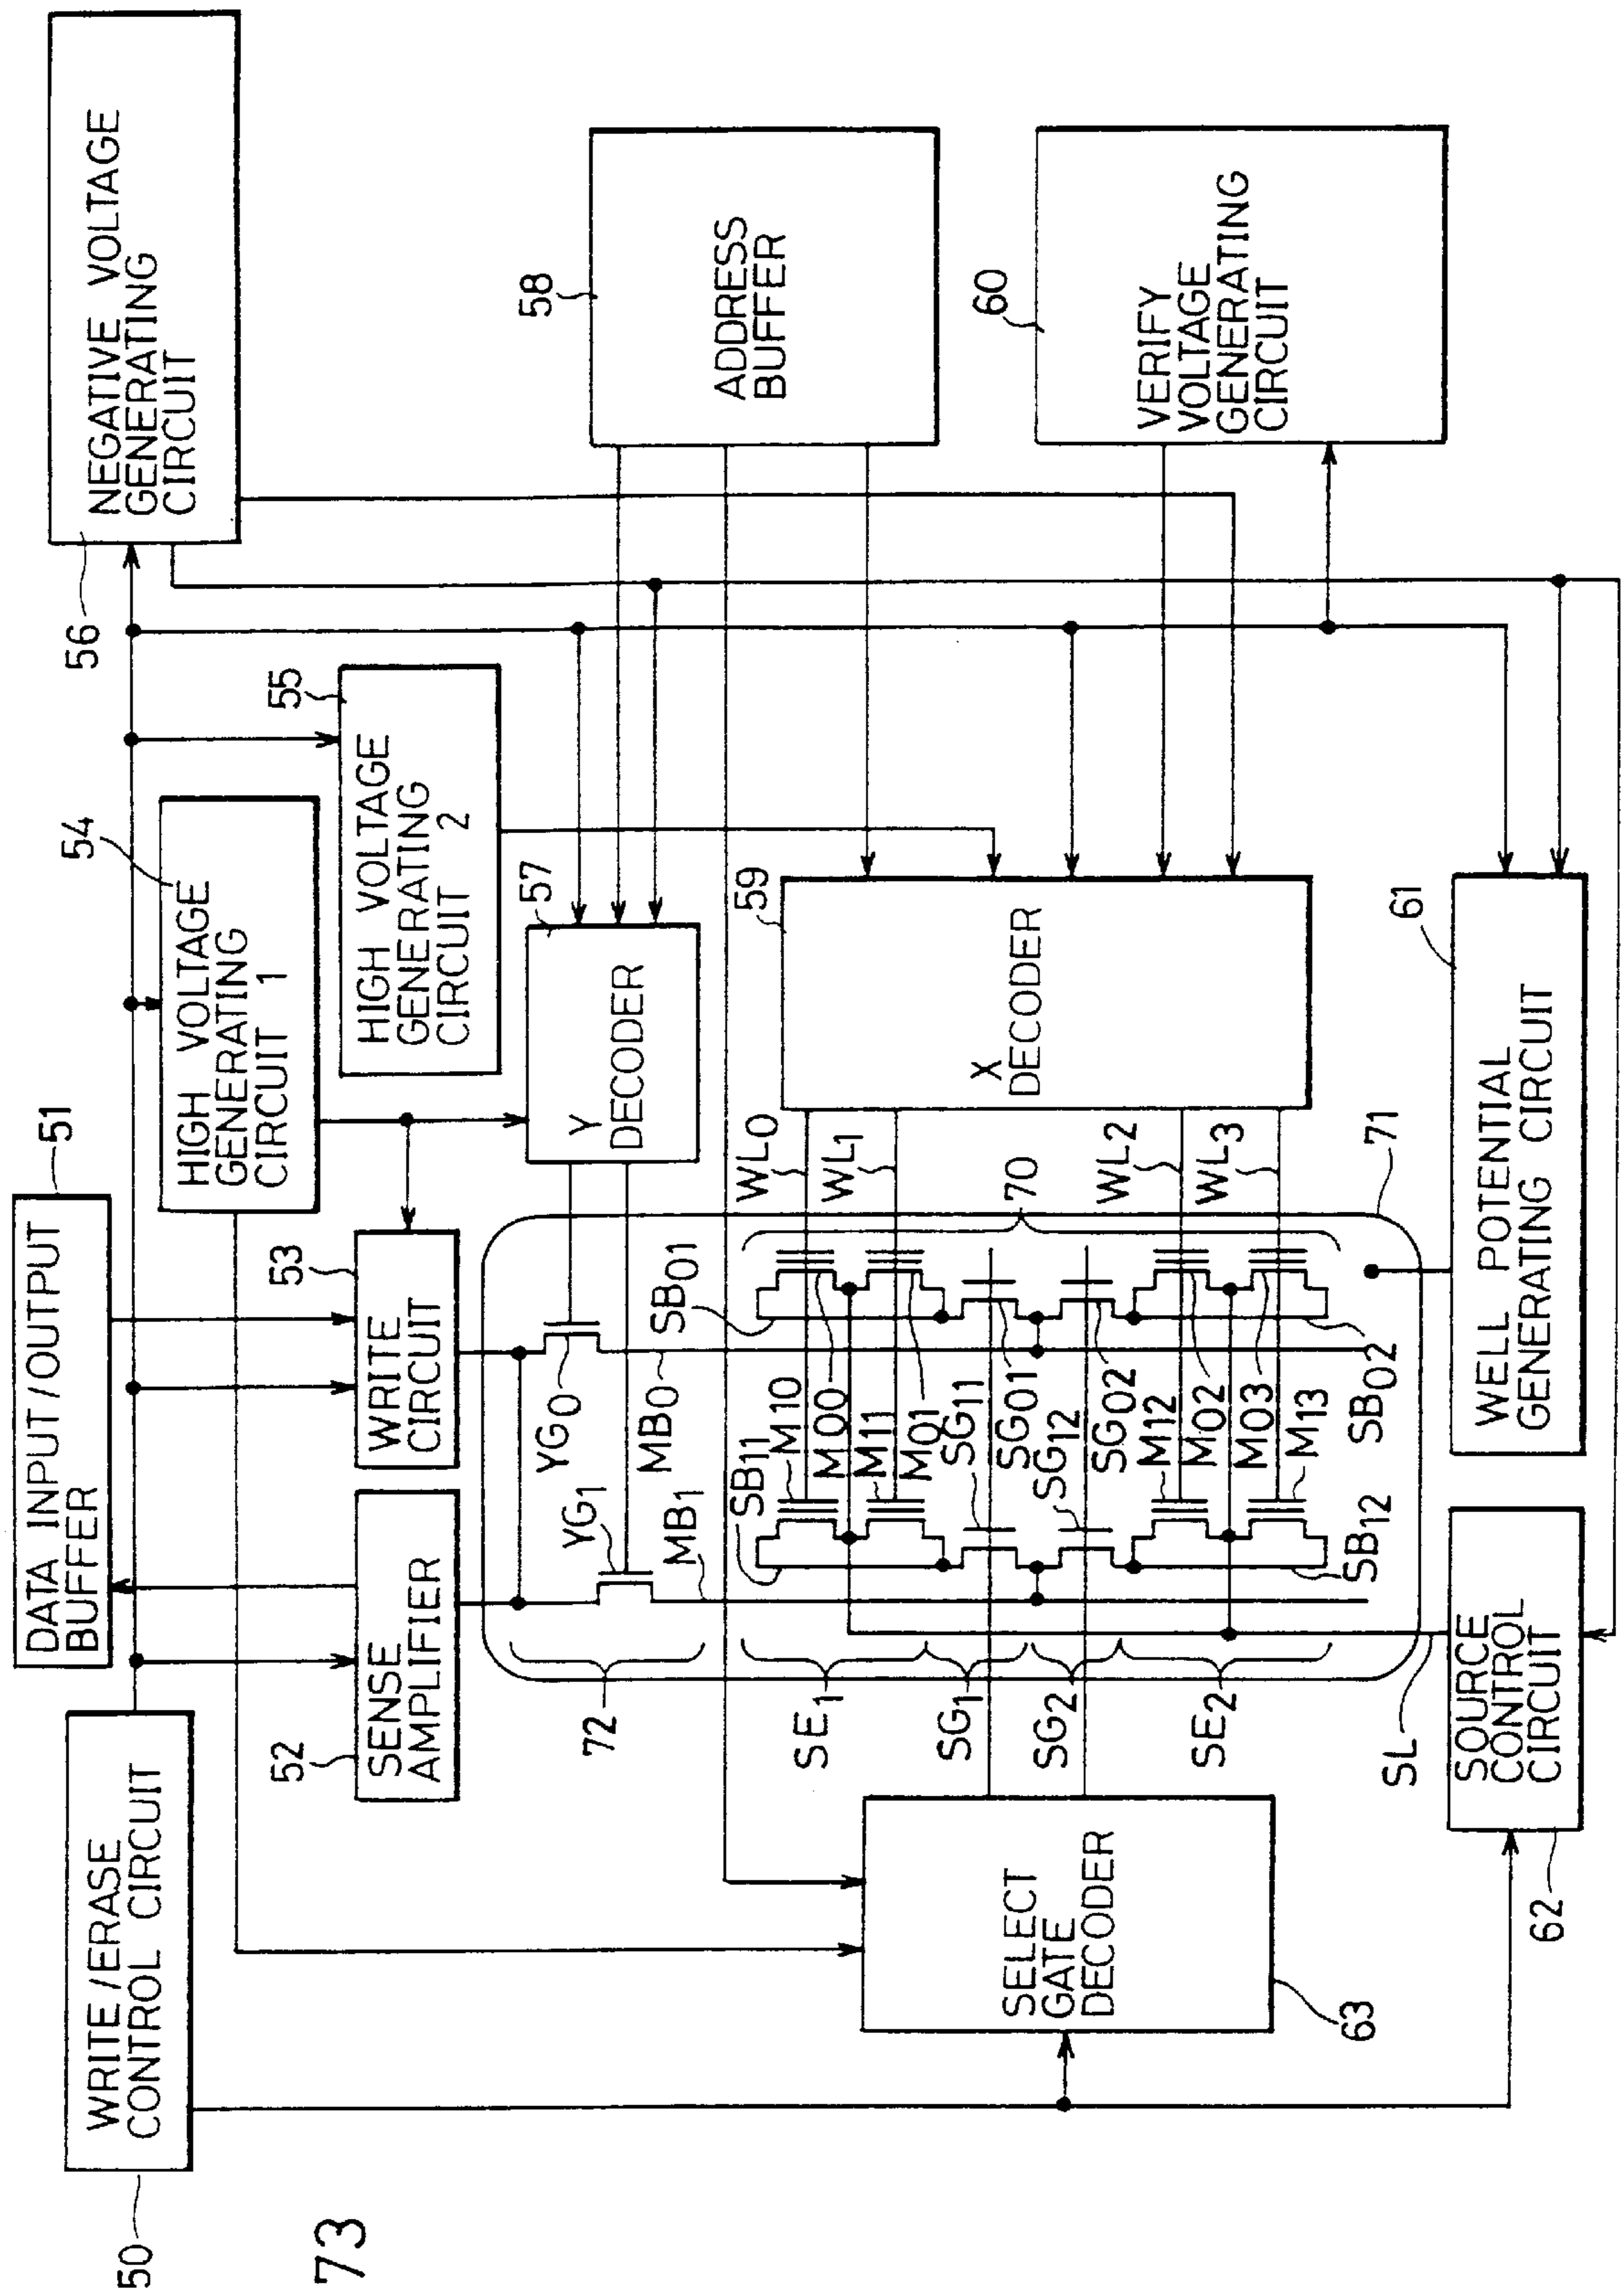 73
50
WRITE/ERASE
CONTROL CIRCUIT
DATA INPUT/OUTPUT
BUFFER
51
56
NEGATIVE VOLTAGE
GENERATING
CIRCUIT
54
HIGH VOLTAGE
GENERATING
CIRCUIT
1
55
HIGH VOLTAGE
GENERATING
CIRCUIT 2
52
SENSE
AMPLIFIER
53
WRITE
CIRCUIT
57
Y
DECODER
58
ADDRESS
BUFFER
72
YG1
YG0
MB1
MB0
SB11
SB01
M10
M00
M11
M01
SG11
SG01
SG12
SG02
M12
M02
M03
M13
SB12
SB02
WL0
WL1
WL2
WL3
70
71
59
X
DECODER
60
VERIFY
VOLTAGE
GENERATING
CIRCUIT
SE1
SG1
SG2
SE2
SL
SELECT
GATE
DECODER
63
62
SOURCE
CONTROL
CIRCUIT
61
WELL POTENTIAL
GENERATING CIRCUIT